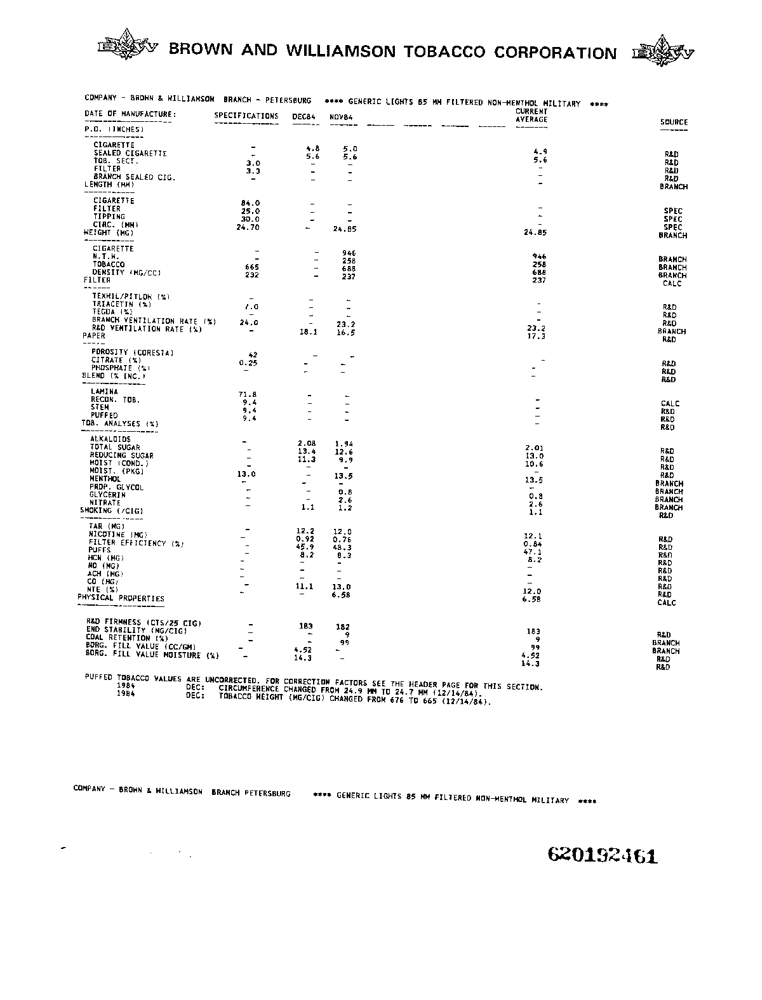 B&W BROWN AND WILLIAMSON TOBACCO CORPORATION B&W
COMPANY - BROWN & WILLIAMSON BRANCH - PETERSBURG **** GENERIC LIGHTS 85 MM FILTERED NON-MENTHOL MILITARY ****
DATE OF MANUFACTURE: SPECIFICATIONS DEC84 NOV84 CURRENT AVERAGE SOURCE
P.D. (INCHES)
CIGARETTE - 4.8 5.0 4.9 R&D
SEALED CIGARETTE - 5.6 5.6 5.6 R&D
TOB. SECT. 3.0 - - - R&D
FILTER 3.3 - - - R&D
BRANCH SEALED CIG. - - - - BRANCH
LENGTH (MM)
CIGARETTE 84.0 - - - SPEC
FILTER 25.0 - - - SPEC
TIPPING 30.0 - - - SPEC
CIRC. (MM) 24.70 - 24.85 24.85 BRANCH
WEIGHT (MG)
CIGARETTE - - 946 946 BRANCH
N.T.W. - - 258 258 BRANCH
TOBACCO 665 - 688 688 BRANCH
DENSITY (MG/CC) 232 - 237 237 CALC
FILTER
TEXHIL/PITLOH (%) - - - - R&D
TRIACETIN (%) 7.0 - - - R&D
TEGDA (%) - - - - R&D
BRANCH VENTILATION RATE (%) 24.0 - 23.2 23.2 BRANCH
R&D VENTILATION RATE (%) - 18.1 16.5 17.3 R&D
PAPER
POROSITY (CORESTA) 42 - - - R&D
CITRATE (%) 0.25 - - - R&D
PHOSPHATE (%) - - - - R&D
BLEND (% INC.)
LAMINA 71.8 - - - CALC
RECON. TOB. 9.4 - - - R&D
STEM 9.4 - - - R&D
PUFFED 9.4 - - - R&D
TOB. ANALYSES (%)
ALKALOIDS - 2.08 1.94 2.01 R&D
TOTAL SUGAR - 13.4 12.6 13.0 R&D
REDUCING SUGAR - 11.3 9.9 10.6 R&D
MOIST (COND.) - - - - R&D
MOIST. (PKG) 13.0 - 13.5 13.5 BRANCH
MENTHOL - - - - BRANCH
PROP. GLYCOL - - 0.8 0.8 BRANCH
GLYCERIN - - 2.6 2.6 BRANCH
NITRATE - 1.1 1.2 1.1 R&D
SMOKING (/CIG)
TAR (MG) - 12.2 12.0 12.1 R&D
NICOTINE (MG) - 0.92 0.76 0.84 R&D
FILTER EFFICIENCY (%) - 45.9 48.3 47.1 R&D
PUFFS - 8.2 8.3 8.2 R&D
HCN (MG) - - - - R&D
NO (MG) - - - - R&D
ACH (MG) - - - - R&D
CO (MG) - 11.1 13.0 12.0 R&D
NTE (%) - - 6.58 6.58 CALC
PHYSICAL PROPERTIES
R&D FIRMNESS (CTS/25 CIG) - 183 182 183 R&D
END STABILITY (MG/CIG) - - 9 9 BRANCH
COAL RETENTION (%) - - 99 99 BRANCH
BORG. FILL VALUE (CC/GM) - 4.52 - 4.52 R&D
BORG. FILL VALUE MOISTURE (%) - 14.3 - 14.3 R&D
PUFFED TOBACCO VALUES ARE UNCORRECTED, FOR CORRECTION FACTORS SEE THE HEADER PAGE FOR THIS SECTION.
1984 DEC: CIRCUMFERENCE CHANGED FROM 24.9 MM TO 24.7 MM (12/14/84).
1984 DEC: TOBACCO WEIGHT (MG/CIG) CHANGED FROM 676 TO 665 (12/14/84).
COMPANY - BROWN & WILLIAMSON BRANCH PETERSBURG **** GENERIC LIGHTS 85 MM FILTERED NON-MENTHOL MILITARY ****
620192461